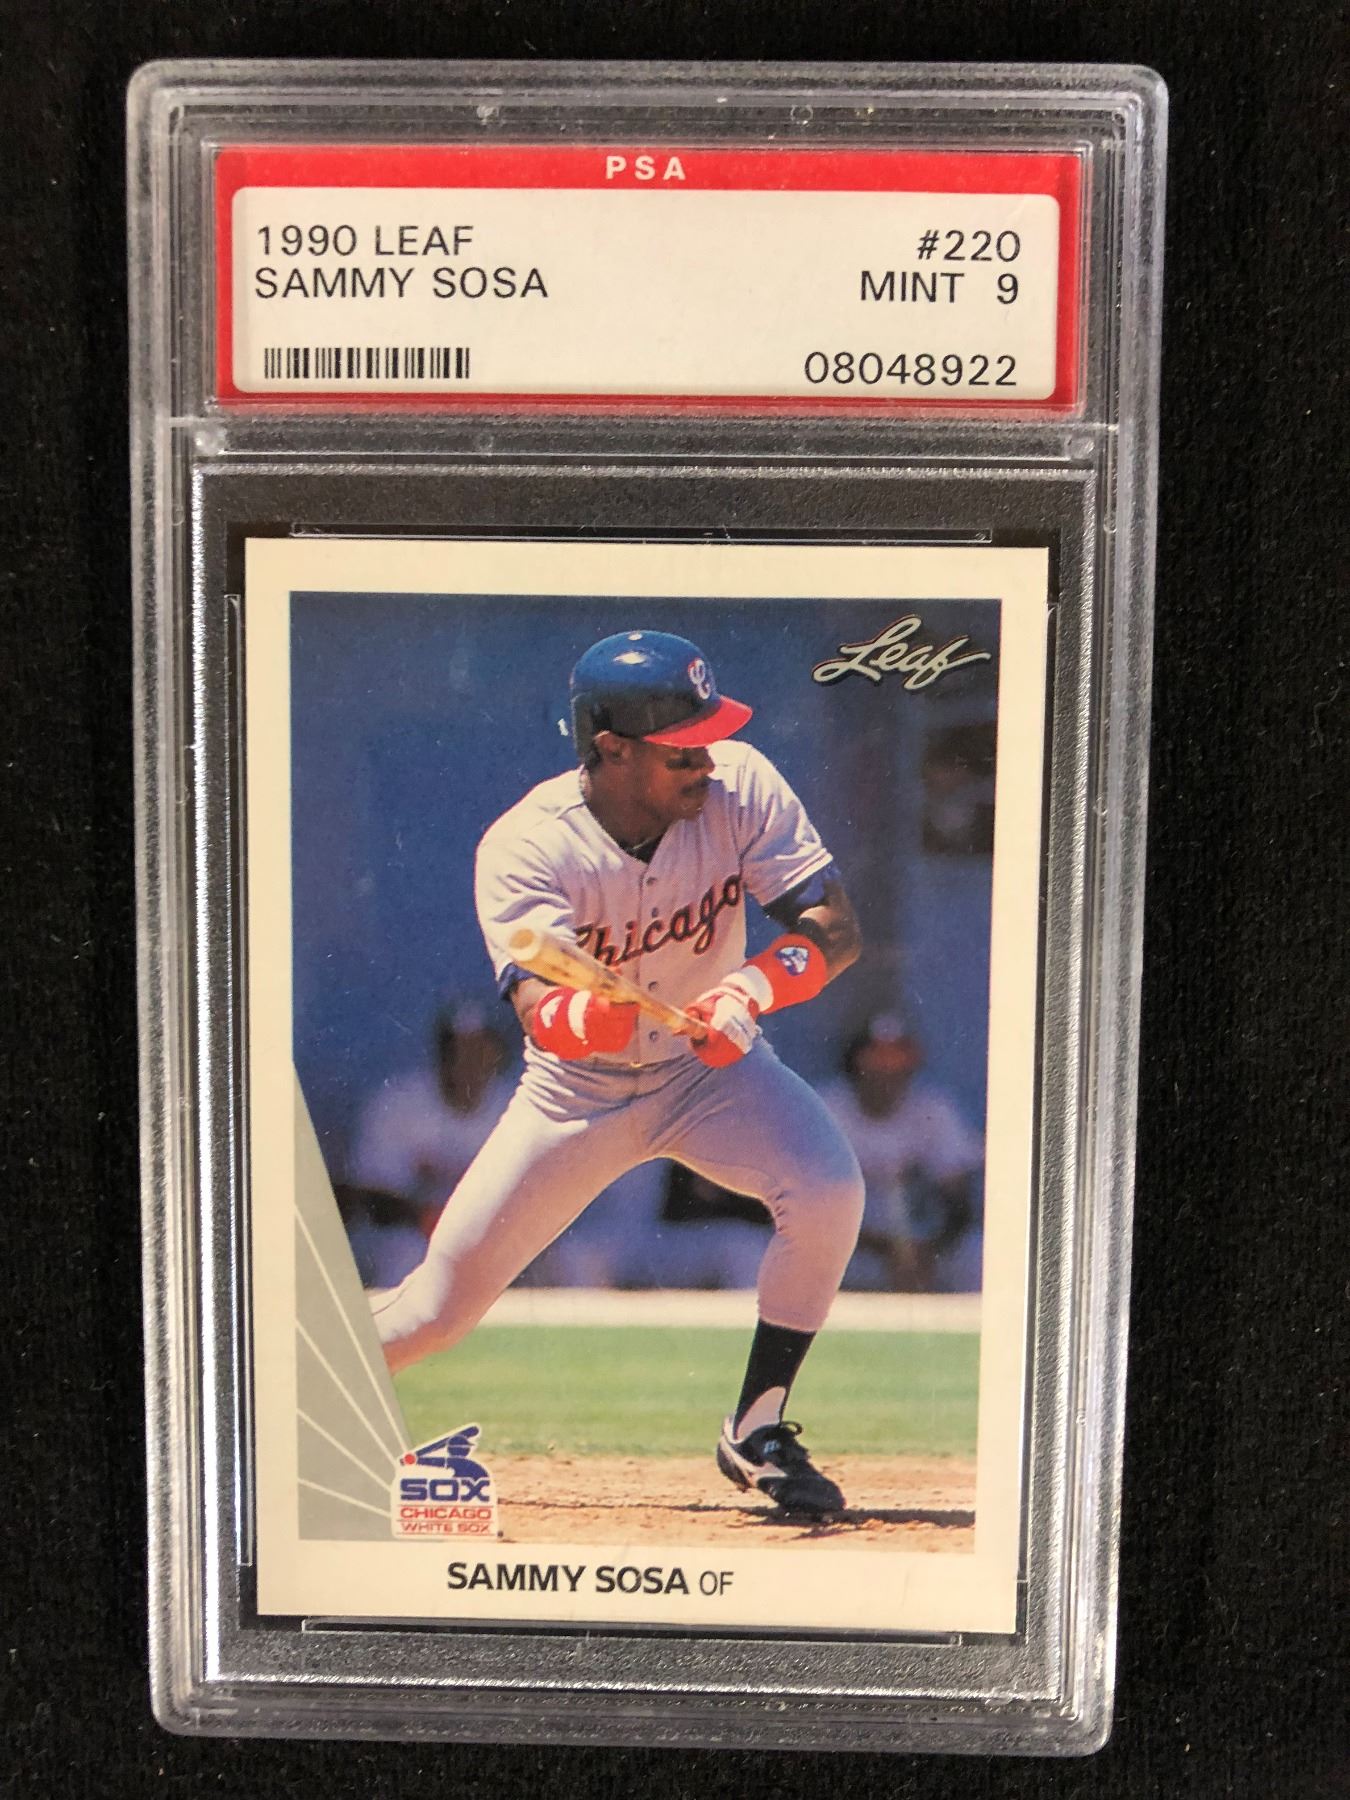 PSA
1990 LEAF #220
SAMMY SOSA MINT 9
08048922
Leaf
C
Chicago
SOX
CHICAGO
WHITE SOX
SAMMY SOSA OF